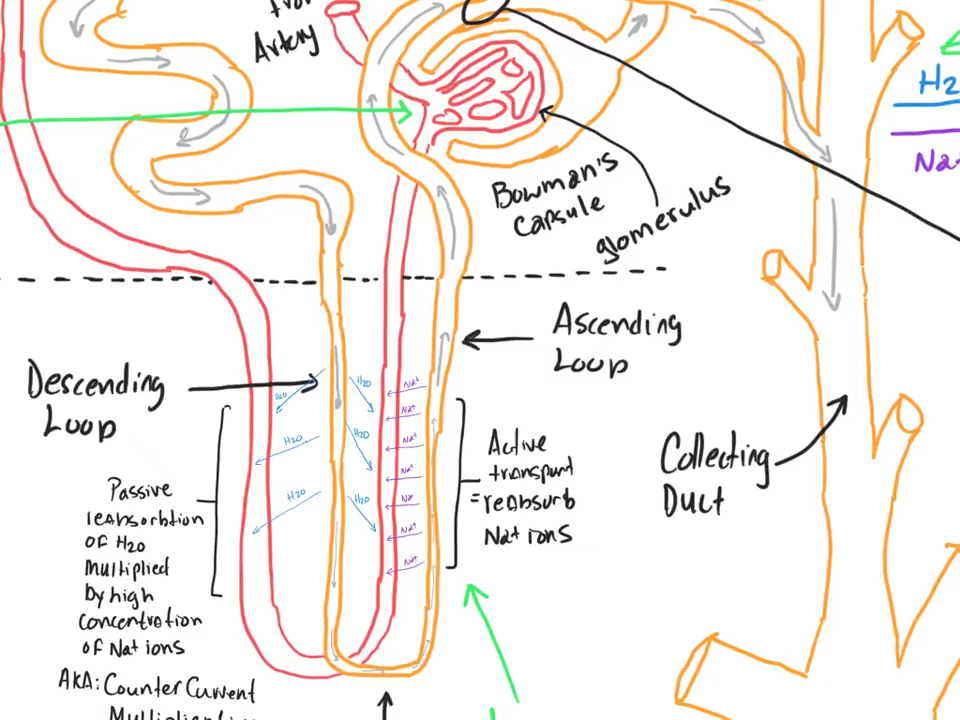 from
Artery
Bowman's
capsule
glomerulus
H2
Na+
Ascending
Loop
Descending
Loop
H2O
H2O
H2O
H2O
H2O
H2O
Na+
Na+
Na+
Na+
Na+
Na+
Na+
Passive
reabsorbtion
of H2O
Multiplied
by high
concentration
of Na+ ions
AKA: Counter Current
Active
transport
= reabsorb
Na+ ions
Collecting
Duct